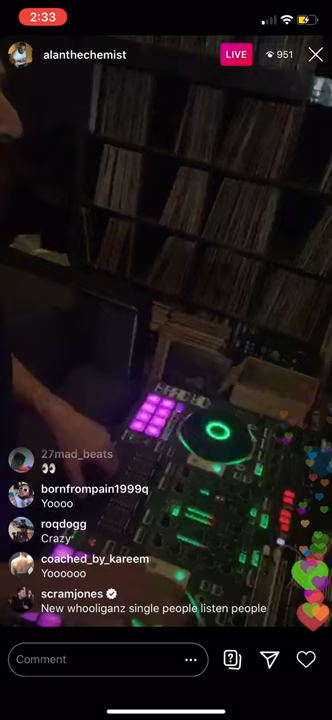 2:33
alanthechemist
LIVE
951
27mad_beats
👀
bornfrompain1999q
Yoooo
roqdogg
Crazy
coached_by_kareem
Yoooooo
scramjones
New whooliganz single people listen people
Comment